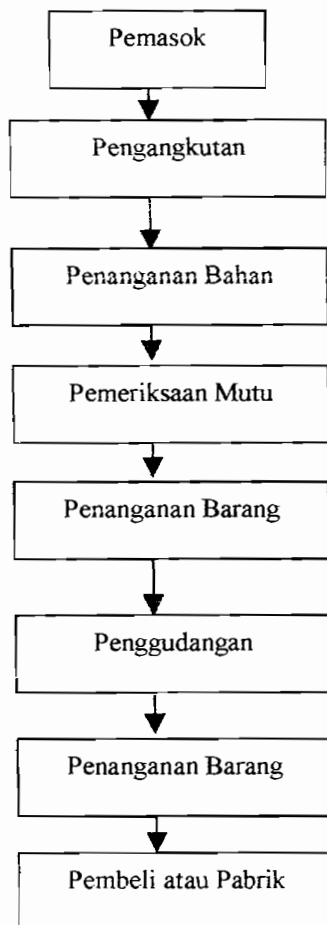 Pemasok
Pengangkutan
Penanganan Bahan
Pemeriksaan Mutu
Penanganan Barang
Penggudangan
Penanganan Barang
Pembeli atau Pabrik